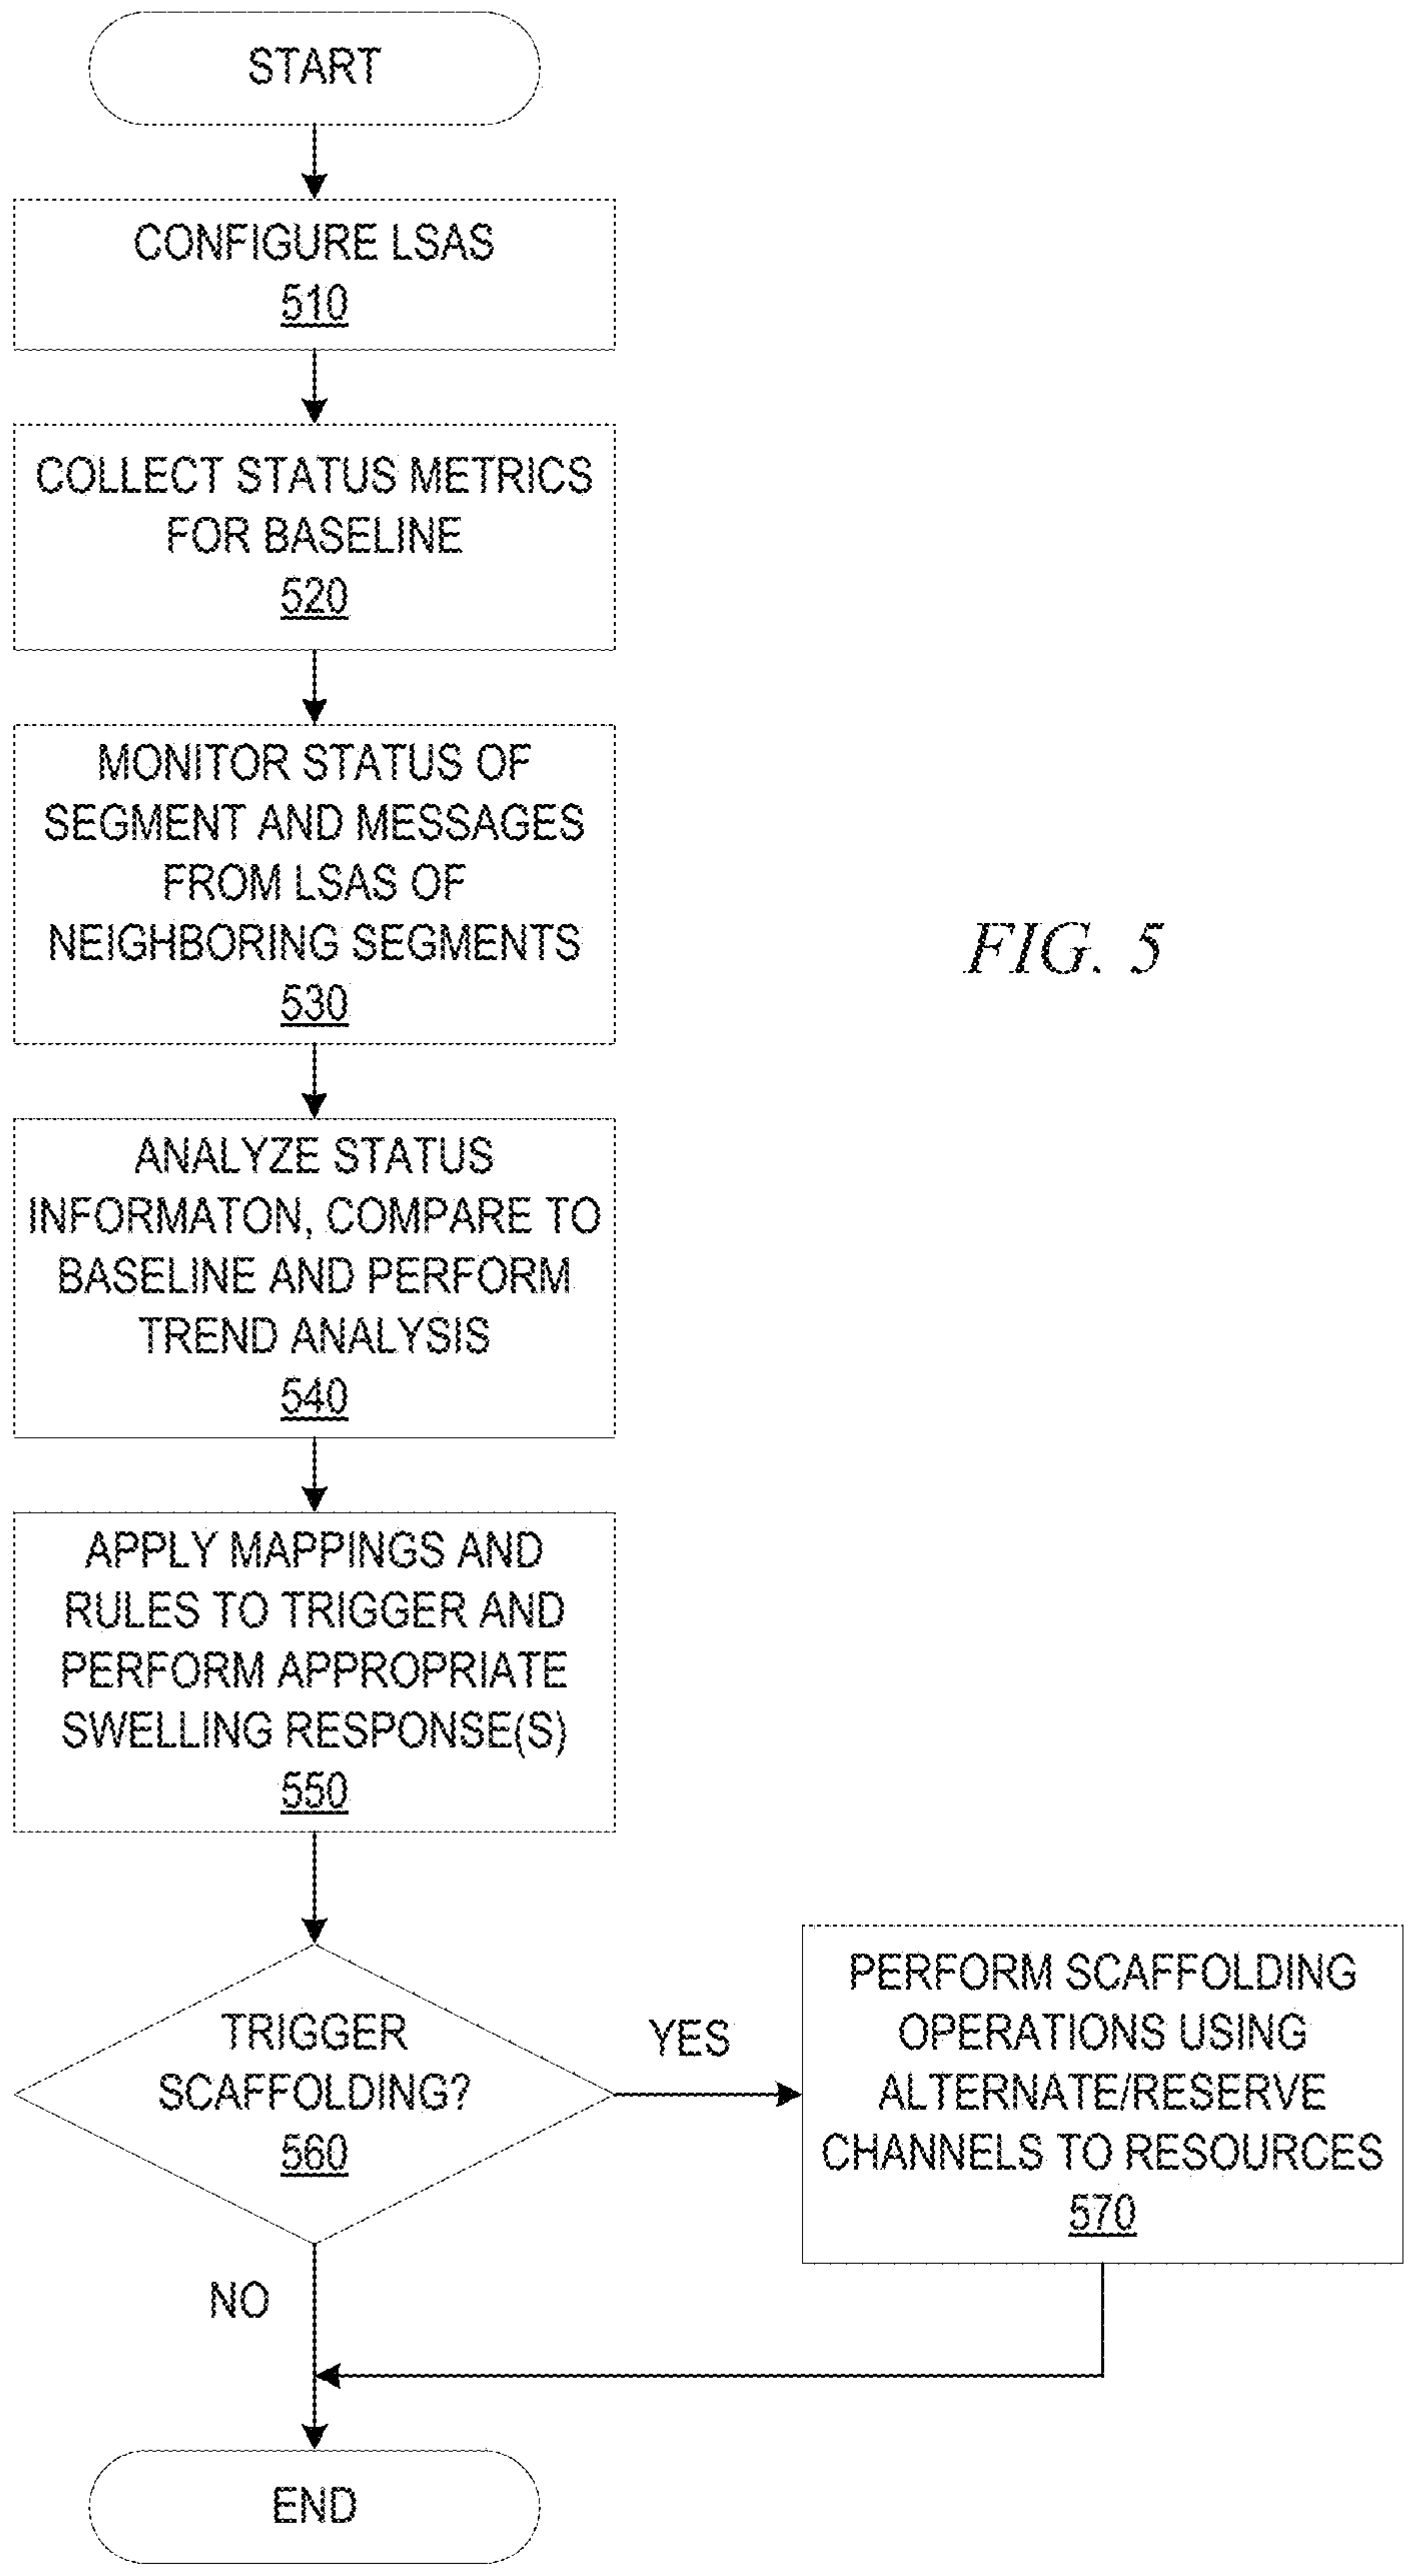 START
CONFIGURE LSAS
510
COLLECT STATUS METRICS
FOR BASELINE
520
MONITOR STATUS OF
SEGMENT AND MESSAGES
FROM LSAS OF
NEIGHBORING SEGMENTS
530
FIG. 5
ANALYZE STATUS
INFORMATON, COMPARE TO
BASELINE AND PERFORM
TREND ANALYSIS
540
APPLY MAPPINGS AND
RULES TO TRIGGER AND
PERFORM APPROPRIATE
SWELLING RESPONSE(S)
550
TRIGGER
SCAFFOLDING?
560
YES
PERFORM SCAFFOLDING
OPERATIONS USING
ALTERNATE/RESERVE
CHANNELS TO RESOURCES
570
NO
END